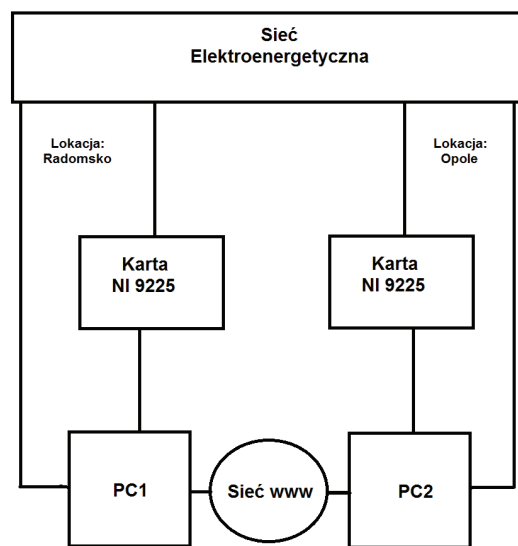 Sieć
Elektroenergetyczna
Lokacja:
Radomsko
Lokacja:
Opole
Karta
NI 9225
Karta
NI 9225
PC1
Sieć www
PC2